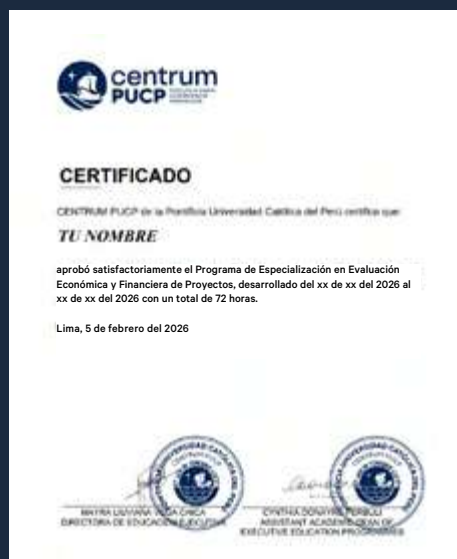 centrum
PUCP
CERTIFICADO
CENTRUM PUCP de la Pontificia Universidad Católica del Perú certifica que:
TU NOMBRE
aprobó satisfactoriamente el Programa de Especialización en Evaluación
Económica y Financiera de Proyectos, desarrollado del xx de xx del 2026 al
xx de xx del 2026 con un total de 72 horas.
Lima, 5 de febrero del 2026
DIRECTORA DE EDUCACIÓN EJECUTIVA
ASSISTANT ACADEMIC DEAN OF
EXECUTIVE EDUCATION PROGRAMMES